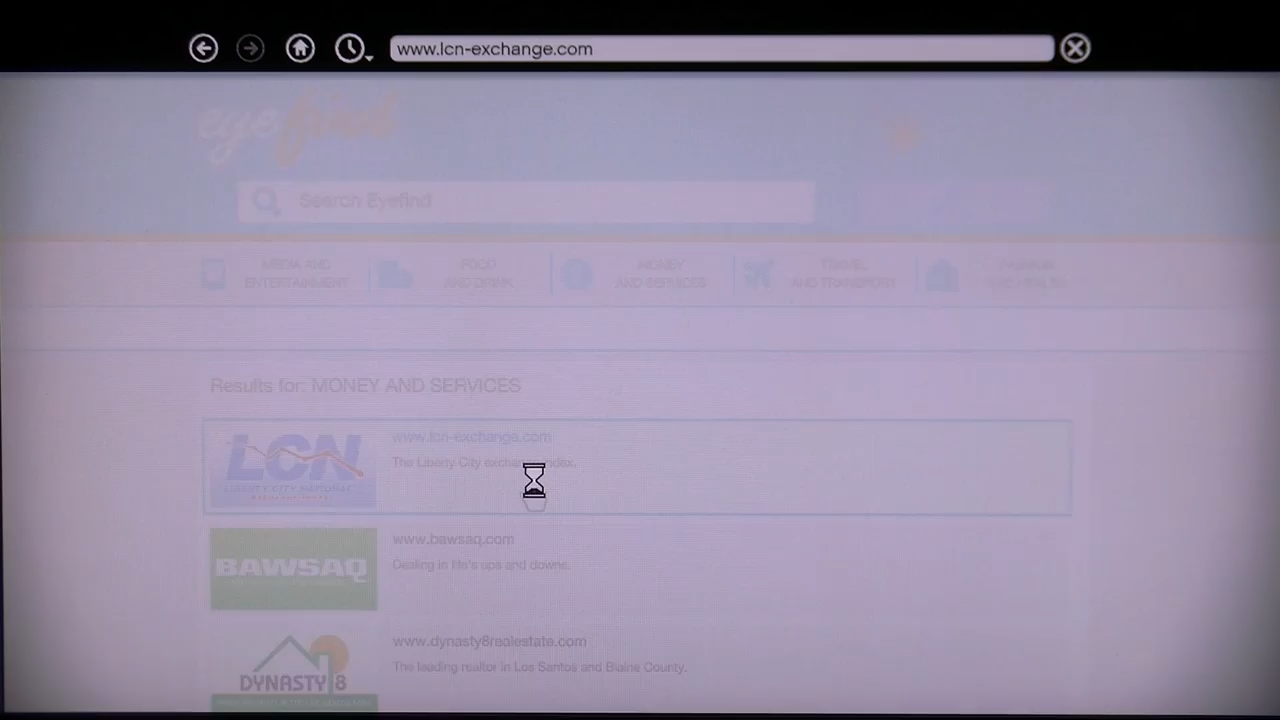 www.lcn-exchange.com
eyefind
Search Eyefind
MEDIA AND
ENTERTAINMENT
FOOD
AND DRINK
MONEY
AND SERVICES
TRAVEL
AND TRANSPORT
Results for: MONEY AND SERVICES
LCN
LIBERTY CITY NATIONAL
www.lcn-exchange.com
The Liberty City exchange index.
BAWSAQ
www.bawsaq.com
Dealing in life's ups and downs.
DYNASTY 8
www.dynasty8realestate.com
The leading realtor in Los Santos and Blaine County.